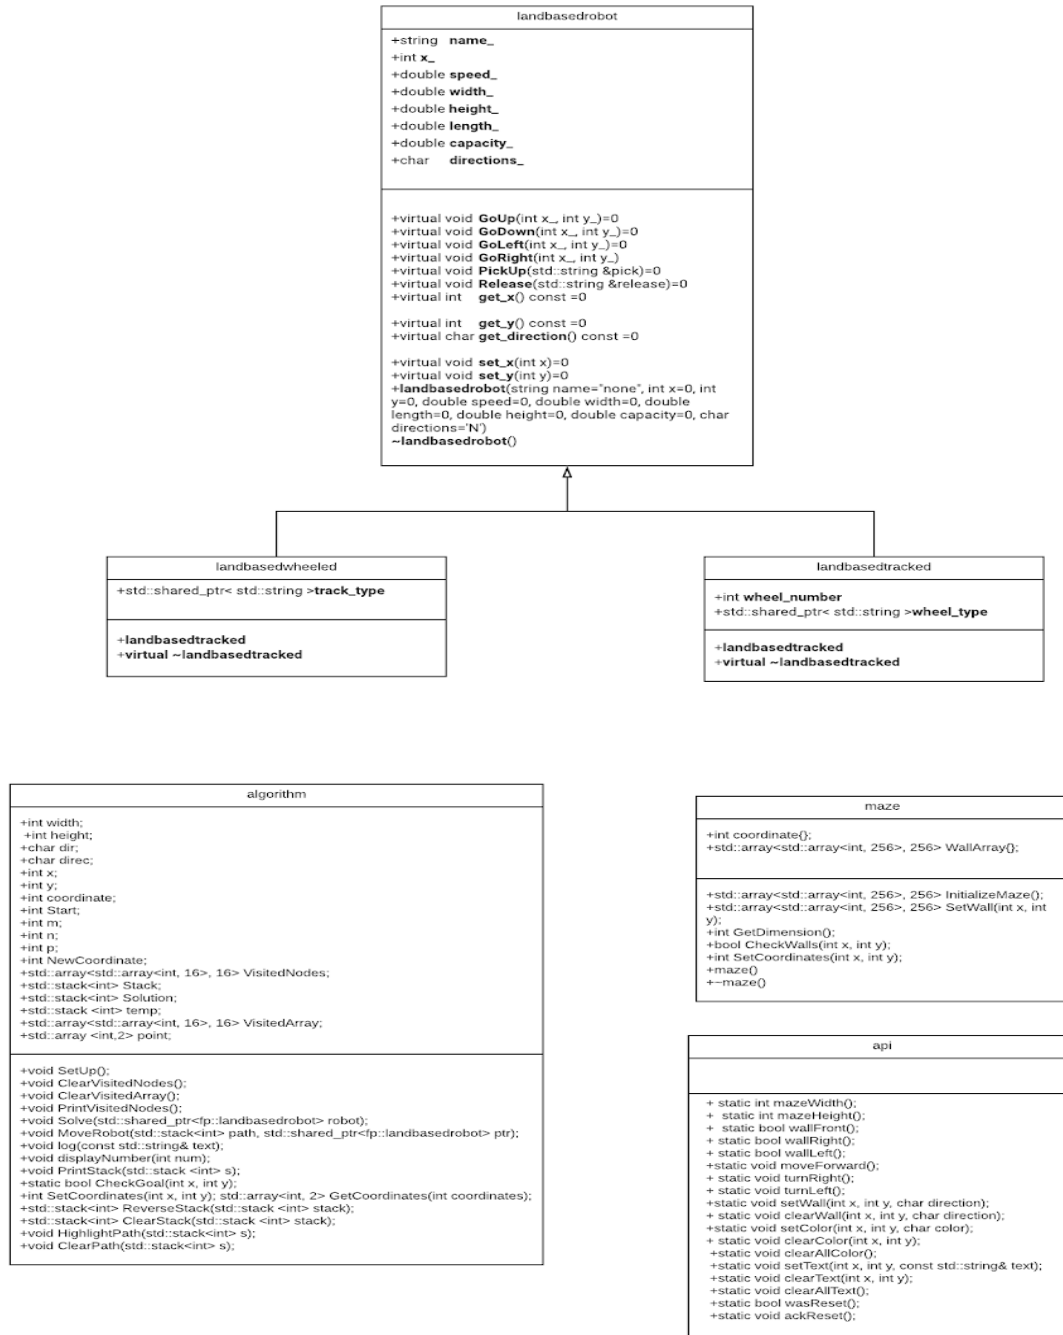 landbasedrobot
+string name_
+int x_
+double speed_
+double width_
+double height_
+double length_
+double capacity_
+char directions_
+virtual void GoUp(int x_, int y_)=0
+virtual void GoDown(int x_, int y_)=0
+virtual void GoLeft(int x_, int y_)=0
+virtual void GoRight(int x_, int y_)
+virtual void PickUp(std::string &pick)=0
+virtual void Release(std::string &release)=0
+virtual int get_x() const =0
+virtual int get_y() const =0
+virtual char get_direction() const =0
+virtual void set_x(int x)=0
+virtual void set_y(int y)=0
+landbasedrobot(string name="none", int x=0, int
y=0, double speed=0, double width=0, double
length=0, double height=0, double capacity=0, char
directions='N')
~landbasedrobot()
landbasedwheeled
+std::shared_ptr< std::string >track_type
+landbasedtracked
+virtual ~landbasedtracked
landbasedtracked
+int wheel_number
+std::shared_ptr< std::string >wheel_type
+landbasedtracked
+virtual ~landbasedtracked
algorithm
+int width;
+int height;
+char dir;
+char direc;
+int x;
+int y;
+int coordinate;
+int Start;
+int m;
+int n;
+int p;
+int NewCoordinate;
+std::array<std::array<int, 16>, 16> VisitedNodes;
+std::stack<int> Stack;
+std::stack<int> Solution;
+std::stack <int> temp;
+std::array<std::array<int, 16>, 16> VisitedArray;
+std::array <int,2> point;
+void SetUp();
+void ClearVisitedNodes();
+void ClearVisitedArray();
+void PrintVisitedNodes();
+void Solve(std::shared_ptr<fp::landbasedrobot> robot);
+void MoveRobot(std::stack<int> path, std::shared_ptr<fp::landbasedrobot> ptr);
+void log(const std::string& text);
+void displayNumber(int num);
+void PrintStack(std::stack <int> s);
+static bool CheckGoal(int x, int y);
+int SetCoordinates(int x, int y); std::array<int, 2> GetCoordinates(int coordinates);
+std::stack<int> ReverseStack(std::stack <int> stack);
+std::stack<int> ClearStack(std::stack <int> stack);
+void HighlightPath(std::stack<int> s);
+void ClearPath(std::stack<int> s);
maze
+int coordinate{};
+std::array<std::array<int, 256>, 256> WallArray{};
+std::array<std::array<int, 256>, 256> InitializeMaze();
+std::array<std::array<int, 256>, 256> SetWall(int x, int
y);
+int GetDimension();
+bool CheckWalls(int x, int y);
+int SetCoordinates(int x, int y);
+maze()
+~maze()
api
+ static int mazeWidth();
+ static int mazeHeight();
+ static bool wallFront();
+ static bool wallRight();
+ static bool wallLeft();
+static void moveForward();
+ static void turnRight();
+ static void turnLeft();
+static void setWall(int x, int y, char direction);
+ static void clearWall(int x, int y, char direction);
+static void setColor(int x, int y, char color);
+ static void clearColor(int x, int y);
+static void clearAllColor();
+static void setText(int x, int y, const std::string& text);
+static void clearText(int x, int y);
+static void clearAllText();
+static bool wasReset();
+static void ackReset();